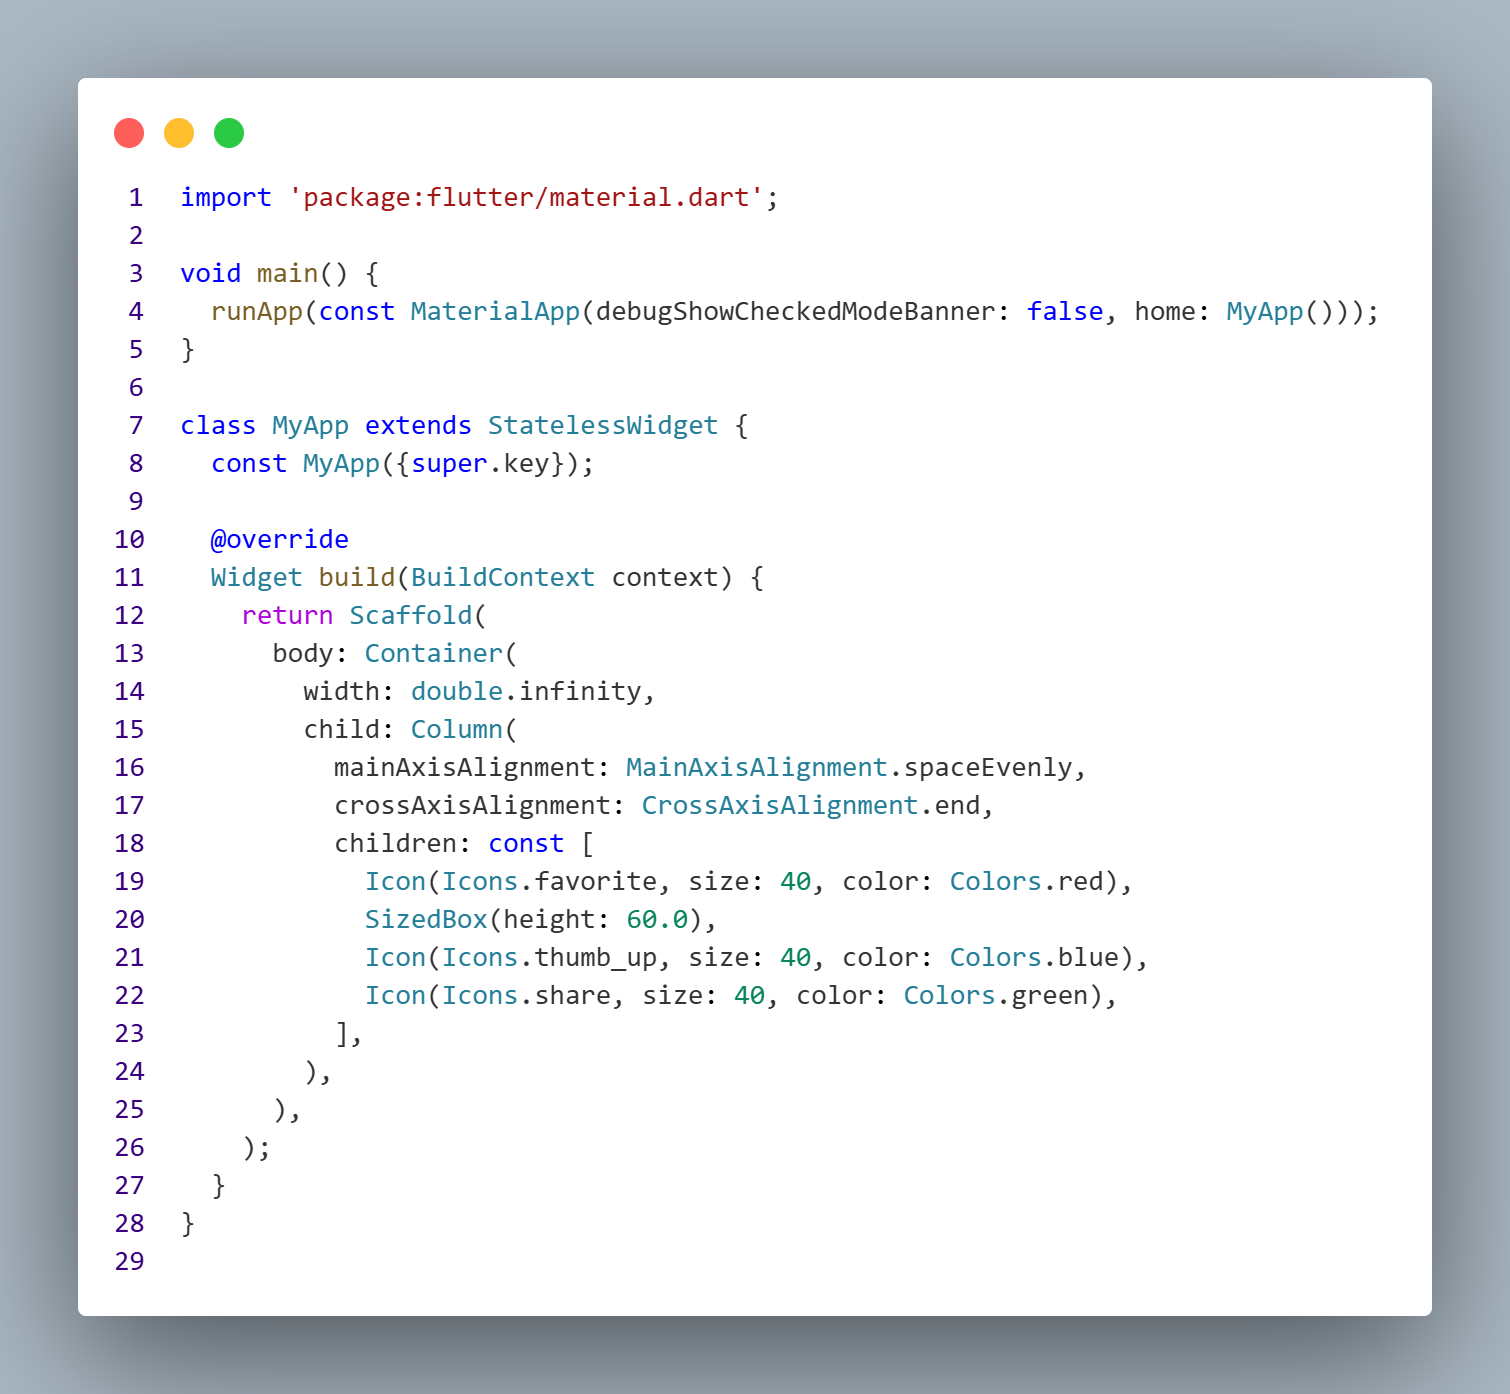 1 import 'package:flutter/material.dart';
2
3 void main() {
4   runApp(const MaterialApp(debugShowCheckedModeBanner: false, home: MyApp()));
5 }
6
7 class MyApp extends StatelessWidget {
8   const MyApp({super.key});
9
10   @override
11   Widget build(BuildContext context) {
12     return Scaffold(
13       body: Container(
14         width: double.infinity,
15         child: Column(
16           mainAxisAlignment: MainAxisAlignment.spaceEvenly,
17           crossAxisAlignment: CrossAxisAlignment.end,
18           children: const [
19             Icon(Icons.favorite, size: 40, color: Colors.red),
20             SizedBox(height: 60.0),
21             Icon(Icons.thumb_up, size: 40, color: Colors.blue),
22             Icon(Icons.share, size: 40, color: Colors.green),
23           ],
24         ),
25       ),
26     );
27   }
28 }
29